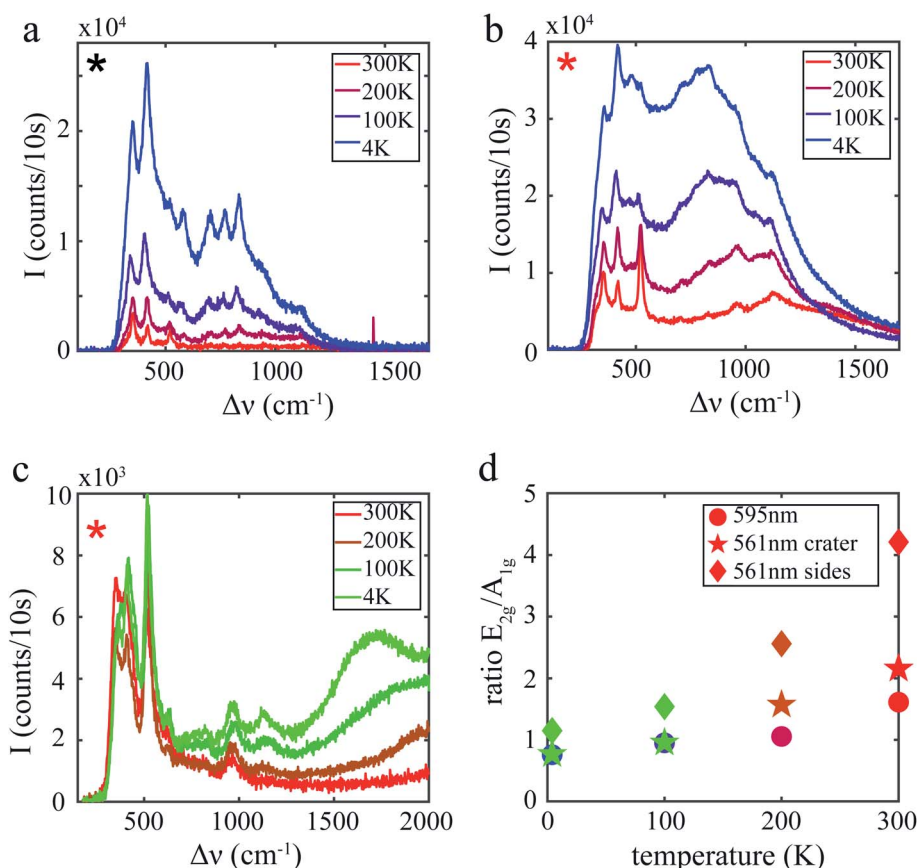 a
x10⁴
*
300K
200K
100K
4K
2
1
0
I (counts/10s)
500
1000
1500
Δν (cm⁻¹)
b
x10⁴
*
300K
200K
100K
4K
4
3
2
1
0
I (counts/10s)
500
1000
1500
Δν (cm⁻¹)
c
x10³
*
300K
200K
100K
4K
10
8
6
4
2
0
I (counts/10s)
500
1000
1500
2000
Δν (cm⁻¹)
d
595nm
561nm crater
561nm sides
5
4
3
2
1
0
ratio E₂g/A₁g
0
100
200
300
temperature (K)